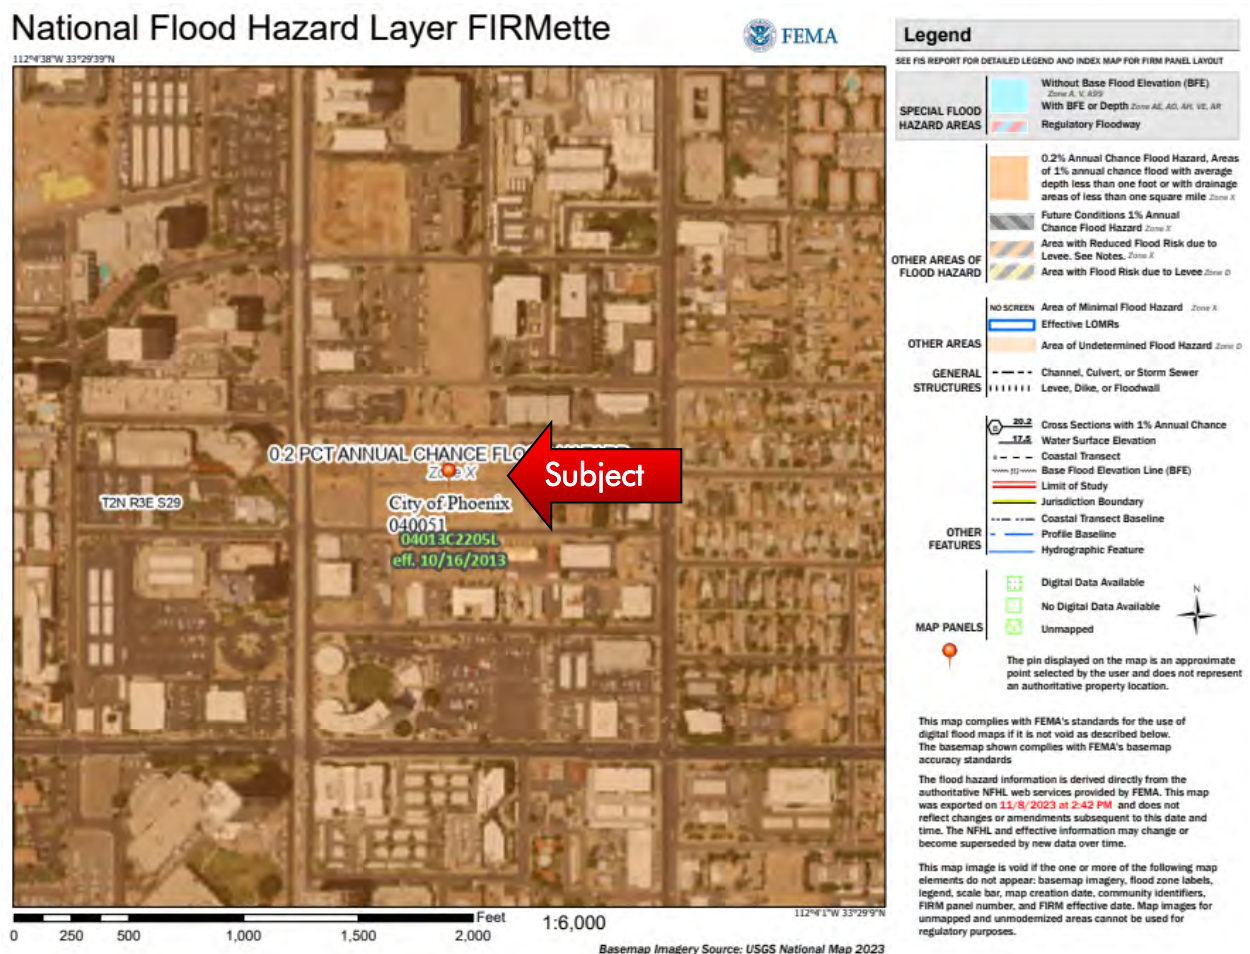 National Flood Hazard Layer FIRMette
FEMA
112°4'38"W 33°29'39"N
0.2 PCT ANNUAL CHANCE FLO
Zone X
Subject
T2N R3E S29
City of Phoenix
040051
04013C2205L
eff. 10/16/2013
Feet
1:6,000
112°4'1"W 33°29'9"N
0 250 500 1,000 1,500 2,000
Basemap Imagery Source: USGS National Map 2023
Legend
SEE FIS REPORT FOR DETAILED LEGEND AND INDEX MAP FOR FIRM PANEL LAYOUT
SPECIAL FLOOD
HAZARD AREAS
Without Base Flood Elevation (BFE)
Zone A, V, A99
With BFE or Depth Zone AE, AO, AH, VE, AR
Regulatory Floodway
0.2% Annual Chance Flood Hazard, Areas
of 1% annual chance flood with average
depth less than one foot or with drainage
areas of less than one square mile Zone X
Future Conditions 1% Annual
Chance Flood Hazard Zone X
OTHER AREAS OF
FLOOD HAZARD
Area with Reduced Flood Risk due to
Levee. See Notes. Zone X
Area with Flood Risk due to Levee Zone D
NO SCREEN Area of Minimal Flood Hazard Zone X
Effective LOMRs
OTHER AREAS
Area of Undetermined Flood Hazard Zone D
GENERAL
STRUCTURES
Channel, Culvert, or Storm Sewer
Levee, Dike, or Floodwall
B 20.2 Cross Sections with 1% Annual Chance
17.5 Water Surface Elevation
8 Coastal Transect
513 Base Flood Elevation Line (BFE)
Limit of Study
Jurisdiction Boundary
Coastal Transect Baseline
OTHER
FEATURES
Profile Baseline
Hydrographic Feature
Digital Data Available
No Digital Data Available
MAP PANELS
Unmapped
N
The pin displayed on the map is an approximate
point selected by the user and does not represent
an authoritative property location.
This map complies with FEMA's standards for the use of
digital flood maps if it is not void as described below.
The basemap shown complies with FEMA's basemap
accuracy standards
The flood hazard information is derived directly from the
authoritative NFHL web services provided by FEMA. This map
was exported on 11/8/2023 at 2:42 PM and does not
reflect changes or amendments subsequent to this date and
time. The NFHL and effective information may change or
become superseded by new data over time.
This map image is void if the one or more of the following map
elements do not appear: basemap imagery, flood zone labels,
legend, scale bar, map creation date, community identifiers,
FIRM panel number, and FIRM effective date. Map images for
unmapped and unmodernized areas cannot be used for
regulatory purposes.